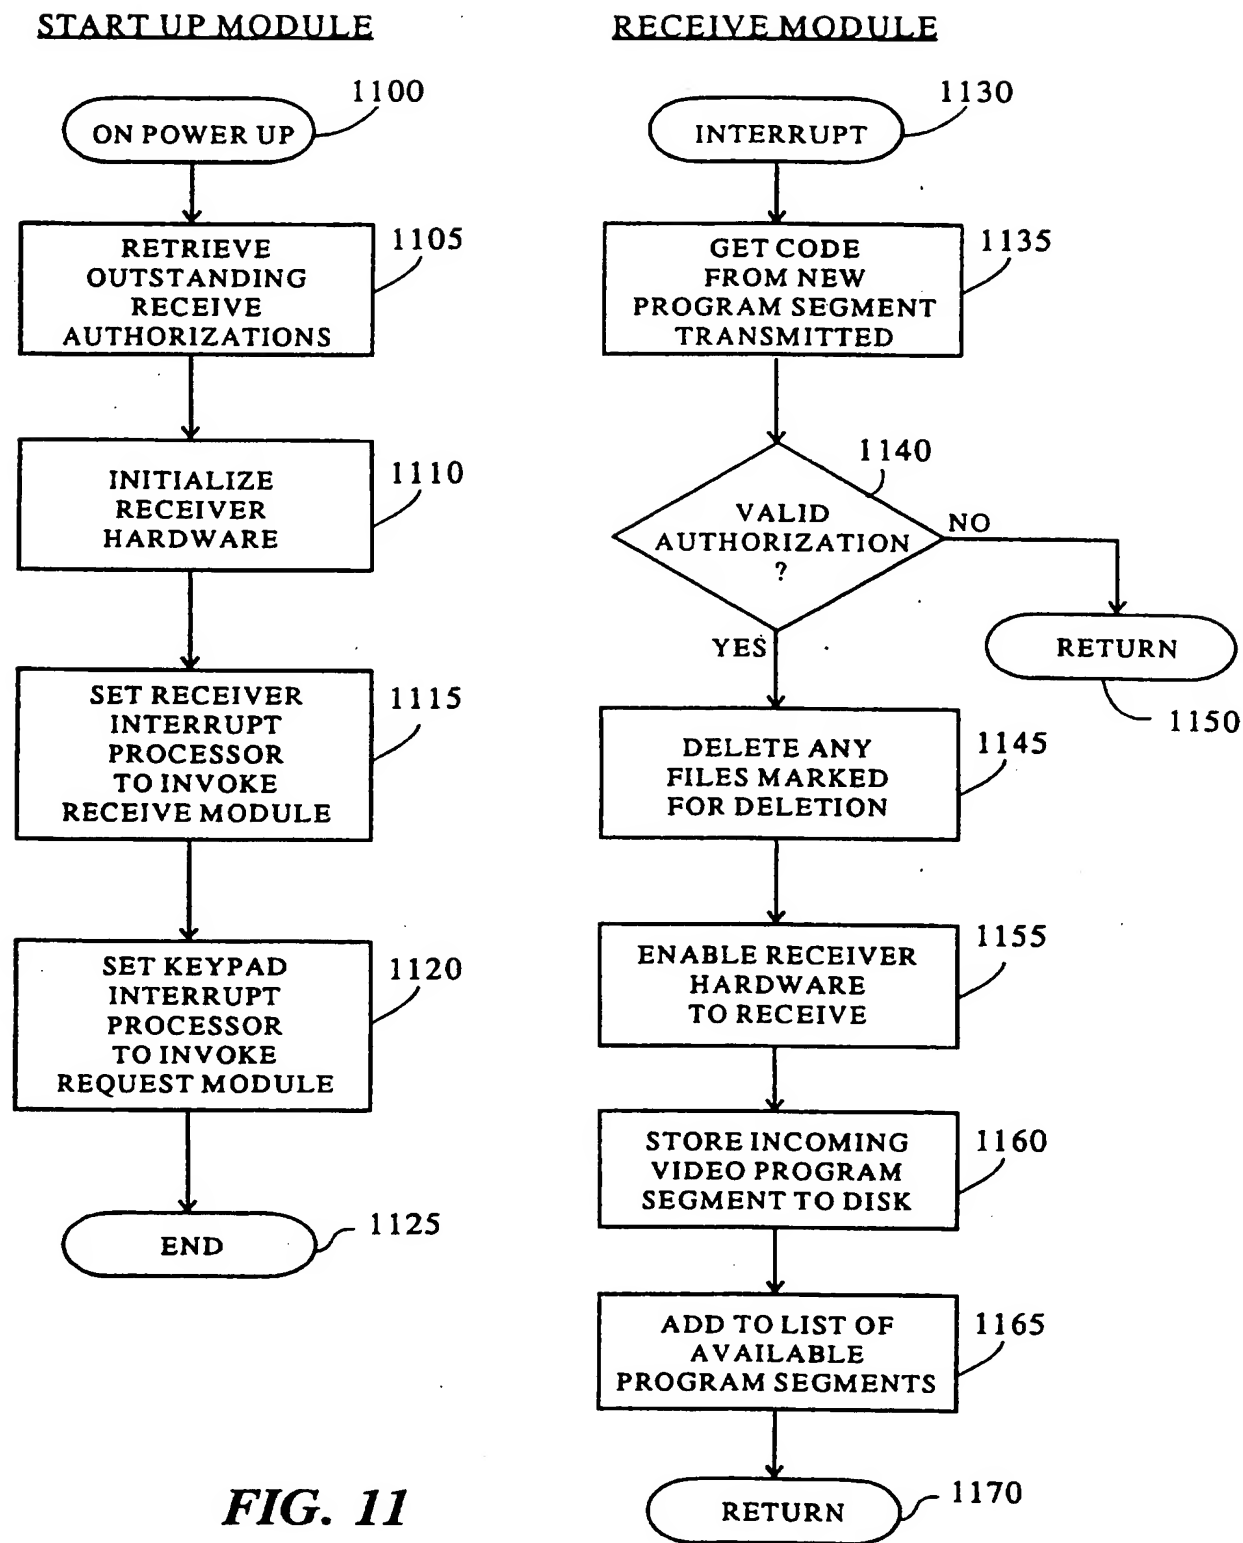 START UP MODULE
ON POWER UP
1100
RETRIEVE
OUTSTANDING
RECEIVE
AUTHORIZATIONS
1105
INITIALIZE
RECEIVER
HARDWARE
1110
SET RECEIVER
INTERRUPT
PROCESSOR
TO INVOKE
RECEIVE MODULE
1115
SET KEYPAD
INTERRUPT
PROCESSOR
TO INVOKE
REQUEST MODULE
1120
END
1125
RECEIVE MODULE
INTERRUPT
1130
GET CODE
FROM NEW
PROGRAM SEGMENT
TRANSMITTED
1135
VALID
AUTHORIZATION
?
1140
NO
RETURN
1150
YES
DELETE ANY
FILES MARKED
FOR DELETION
1145
ENABLE RECEIVER
HARDWARE
TO RECEIVE
1155
STORE INCOMING
VIDEO PROGRAM
SEGMENT TO DISK
1160
ADD TO LIST OF
AVAILABLE
PROGRAM SEGMENTS
1165
RETURN
1170
FIG. 11